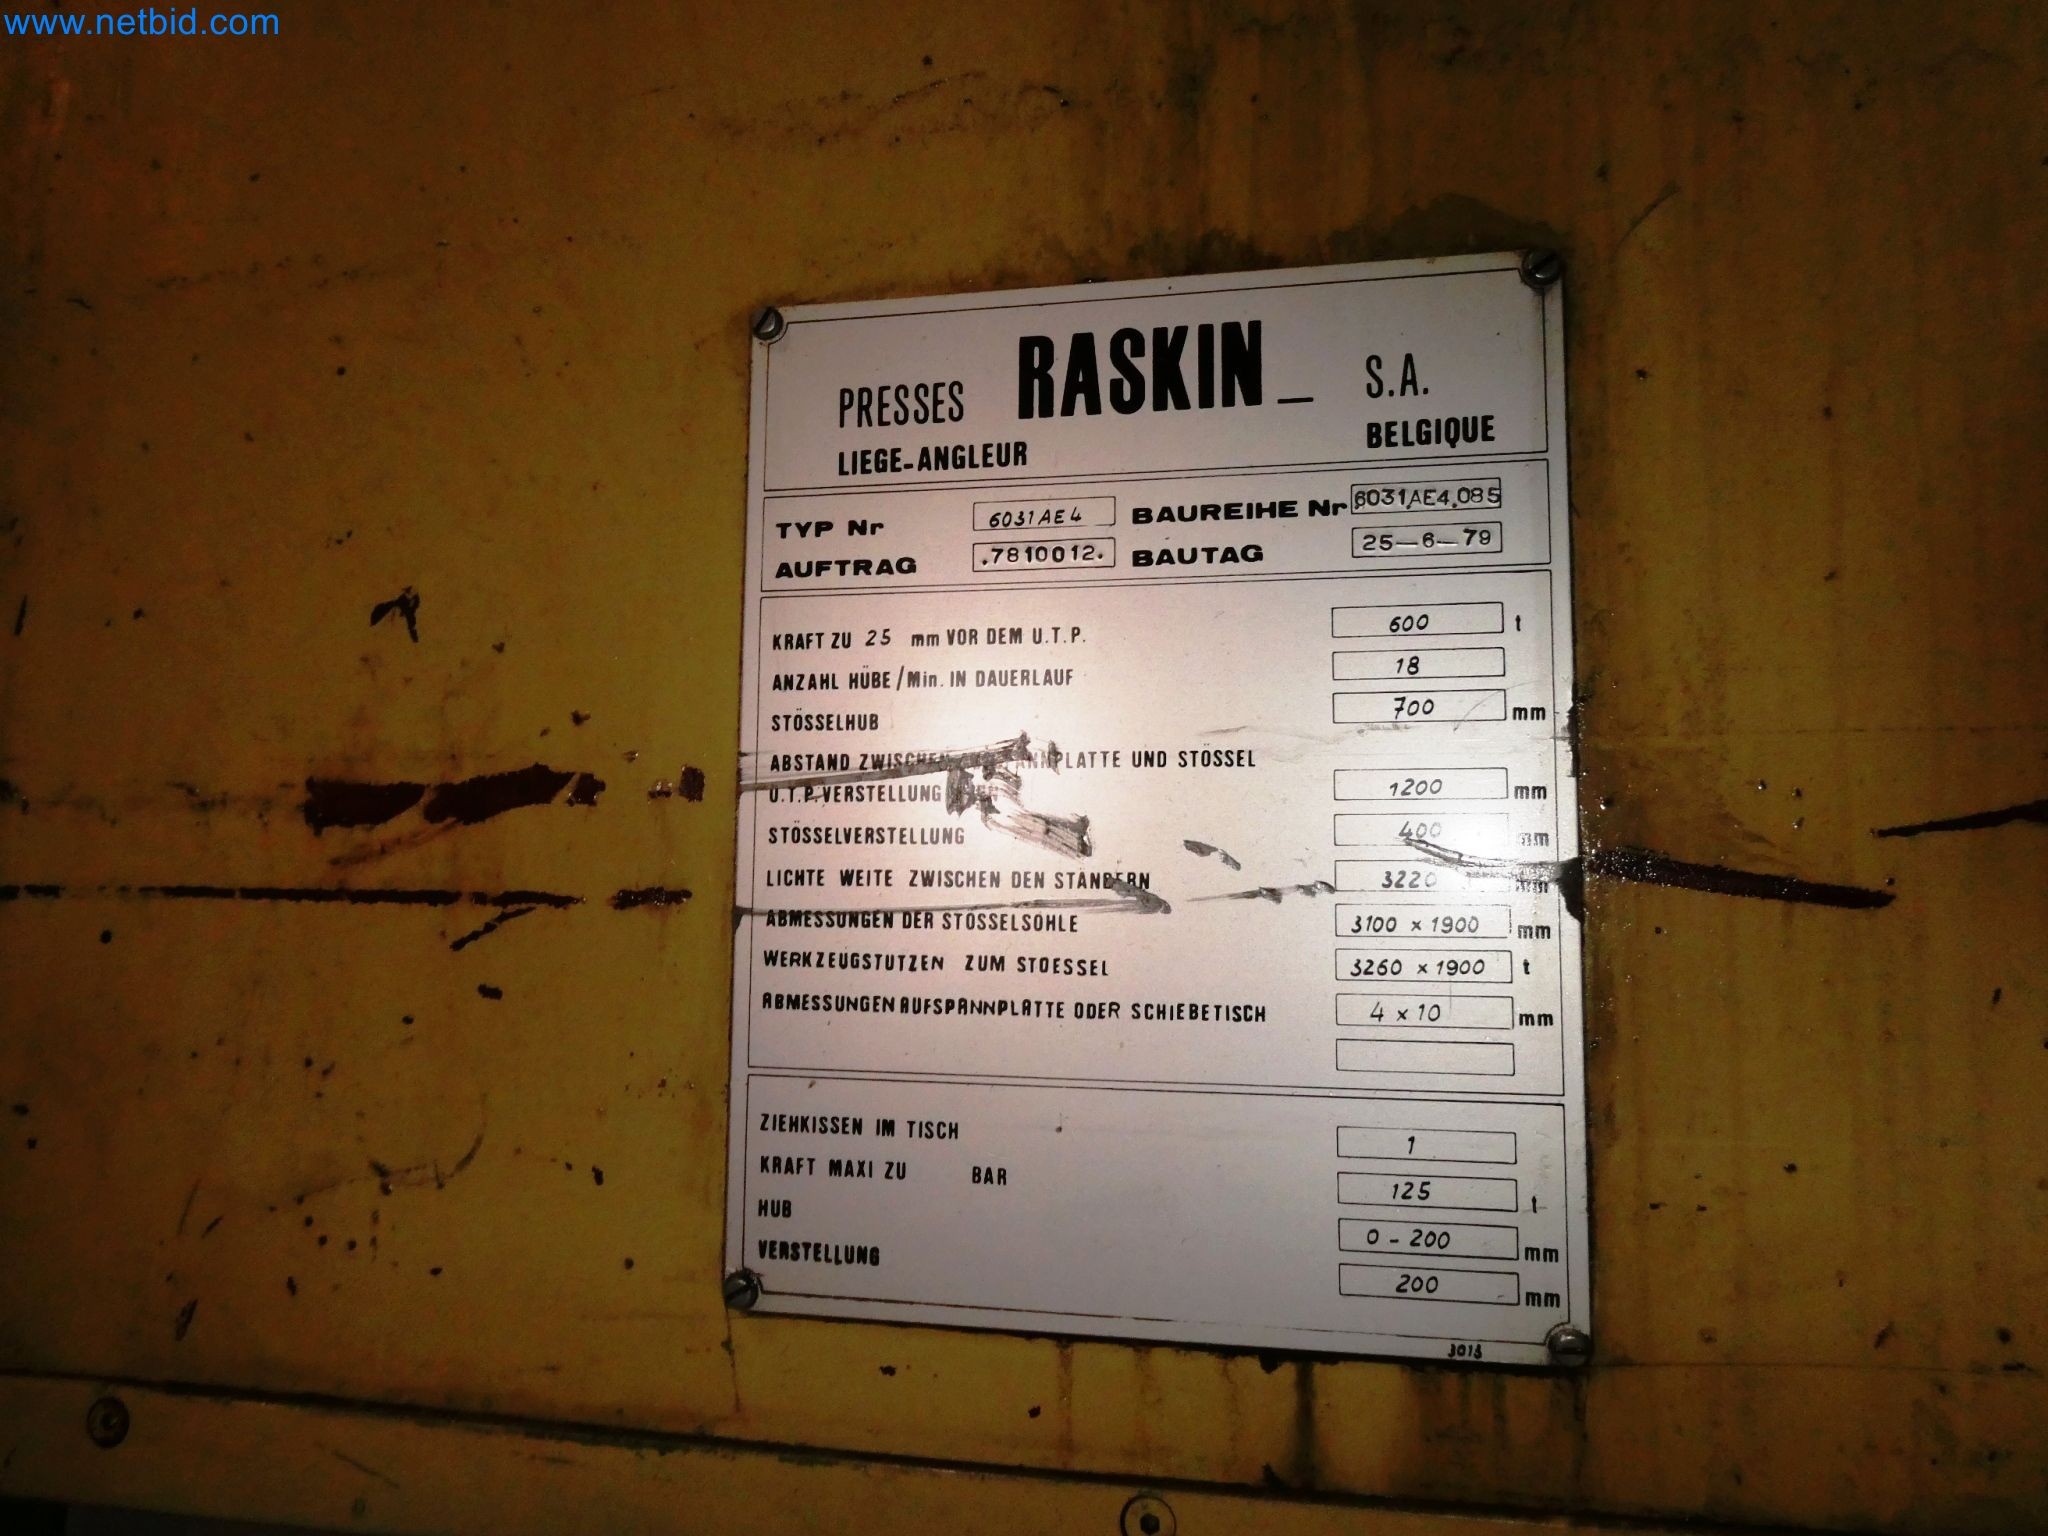 www.netbid.com
PRESSES RASKIN_ S.A.
LIEGE-ANGLEUR BELGIQUE
TYP Nr 6031AE4 BAUREIHE Nr 6031AE4.085
AUFTRAG .7810012. BAUTAG 25-6-79
KRAFT ZU 25 mm VOR DEM U.T.P. 600 t
ANZAHL HÜBE/Min. IN DAUERLAUF 18
STÖSSELHUB 700 mm
ABSTAND ZWISCHEN UND STÖSSEL
U.T.P. VERSTELLUNG 1200 mm
STÖSSELVERSTELLUNG 400 mm
LICHTE WEITE ZWISCHEN DEN STÄNDERN 3220 mm
ABMESSUNGEN DER STÖSSELSOHLE 3100 x 1900 mm
WERKZEUGSTUTZEN ZUM STOESSEL 3260 x 1900 t
ABMESSUNGEN AUFSPANNPLATTE ODER SCHIEBETISCH 4 x 10 mm
ZIEHKISSEN IM TISCH 1
KRAFT MAXI ZU BAR 125 t
HUB 0 - 200 mm
VERSTELLUNG 200 mm
3013